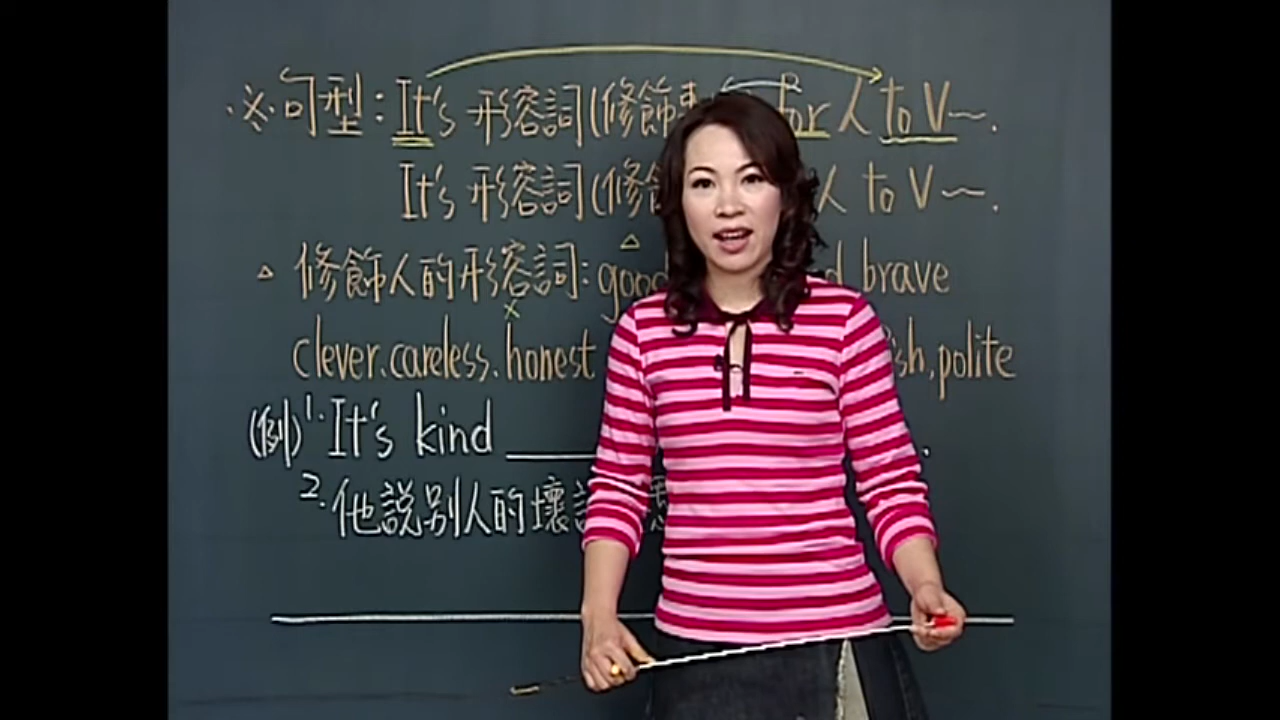 ※句型：It's 形容詞(修飾事 for 人 to V～.
It's 形容詞(修飾 人 to V～.
△ 修飾人的形容詞: good brave
clever.careless.honest polite
(例) 1. It's kind ____ .
2. 他說別人的壞